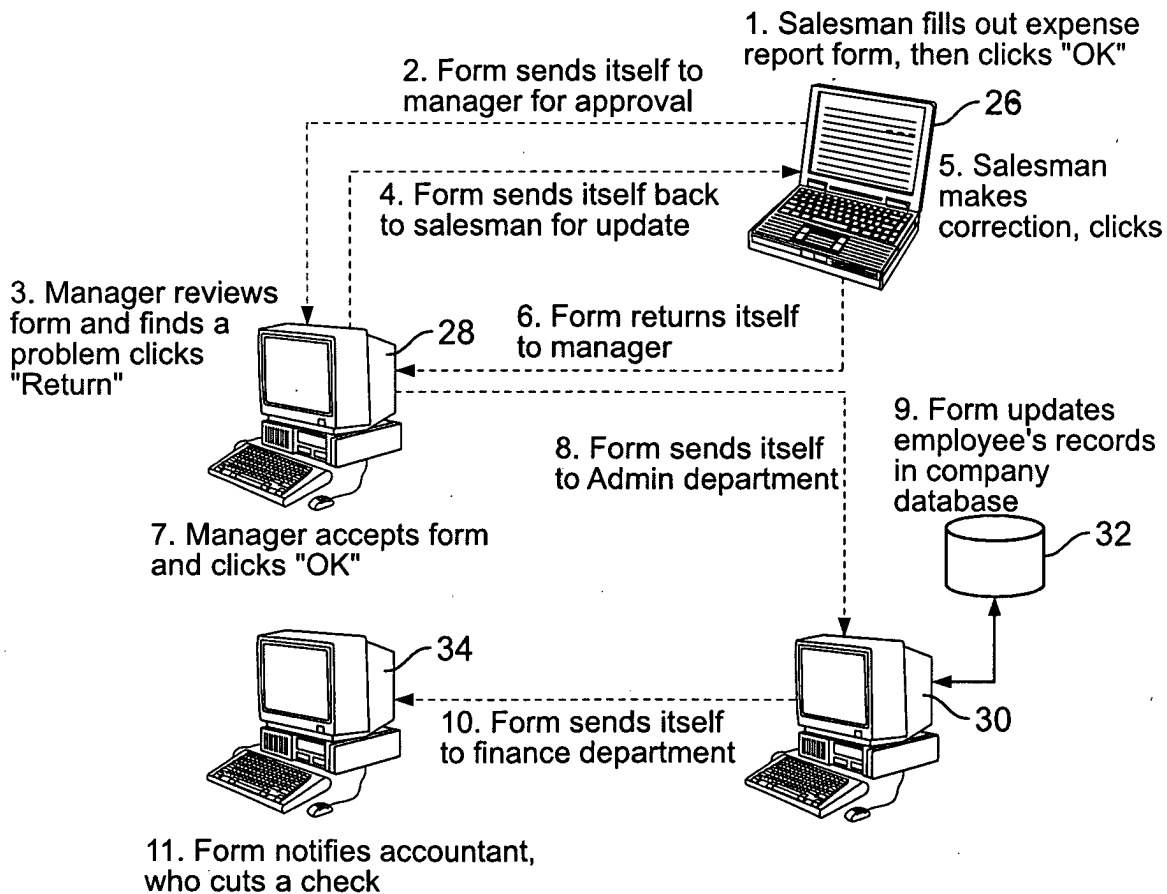 1. Salesman fills out expense
report form, then clicks "OK"
2. Form sends itself to
manager for approval
26
4. Form sends itself back
to salesman for update
5. Salesman
makes
correction, clicks
3. Manager reviews
form and finds a
problem clicks
"Return"
28
6. Form returns itself
to manager
9. Form updates
employee's records
in company
database
8. Form sends itself
to Admin department
7. Manager accepts form
and clicks "OK"
32
34
30
10. Form sends itself
to finance department
11. Form notifies accountant,
who cuts a check